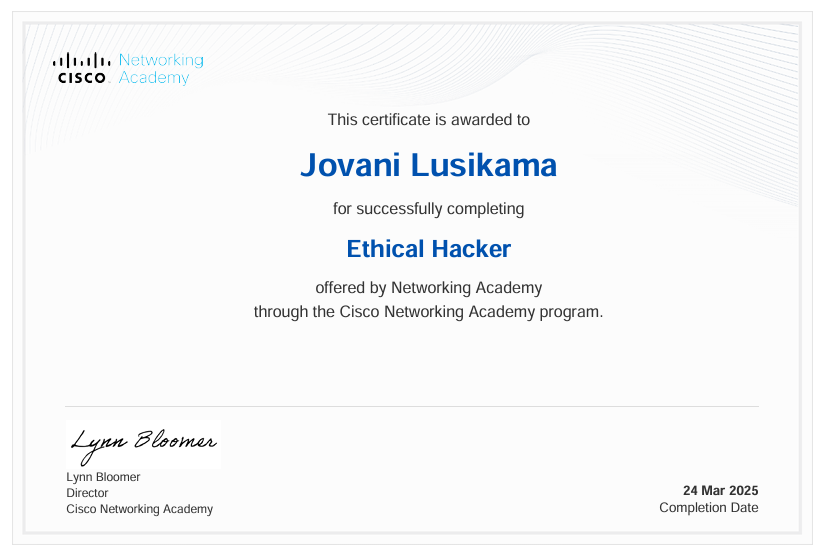 cisco Networking
Academy
This certificate is awarded to
Jovani Lusikama
for successfully completing
Ethical Hacker
offered by Networking Academy
through the Cisco Networking Academy program.
Lynn Bloomer
Lynn Bloomer
Director
Cisco Networking Academy
24 Mar 2025
Completion Date